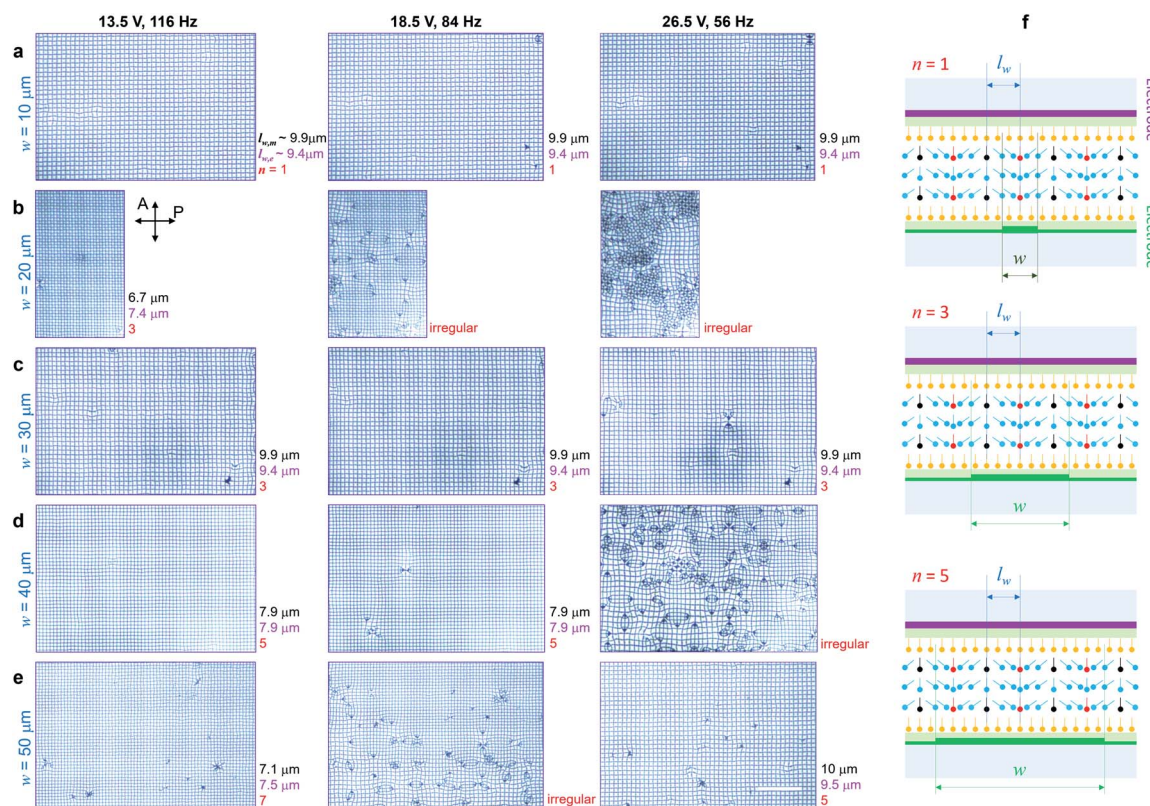 13.5 V, 116 Hz
18.5 V, 84 Hz
26.5 V, 56 Hz
f
a
w = 10 μm
l_w,m ~ 9.9μm
l_w,e ~ 9.4μm
n = 1
9.9 μm
9.4 μm
1
9.9 μm
9.4 μm
1
b
w = 20 μm
A
P
6.7 μm
7.4 μm
3
irregular
irregular
c
w = 30 μm
9.9 μm
9.4 μm
3
9.9 μm
9.4 μm
3
9.9 μm
9.4 μm
3
d
w = 40 μm
7.9 μm
7.9 μm
5
7.9 μm
7.9 μm
5
irregular
e
w = 50 μm
7.1 μm
7.5 μm
7
irregular
10 μm
9.5 μm
5
n = 1
l_w
w
n = 3
l_w
w
n = 5
l_w
w